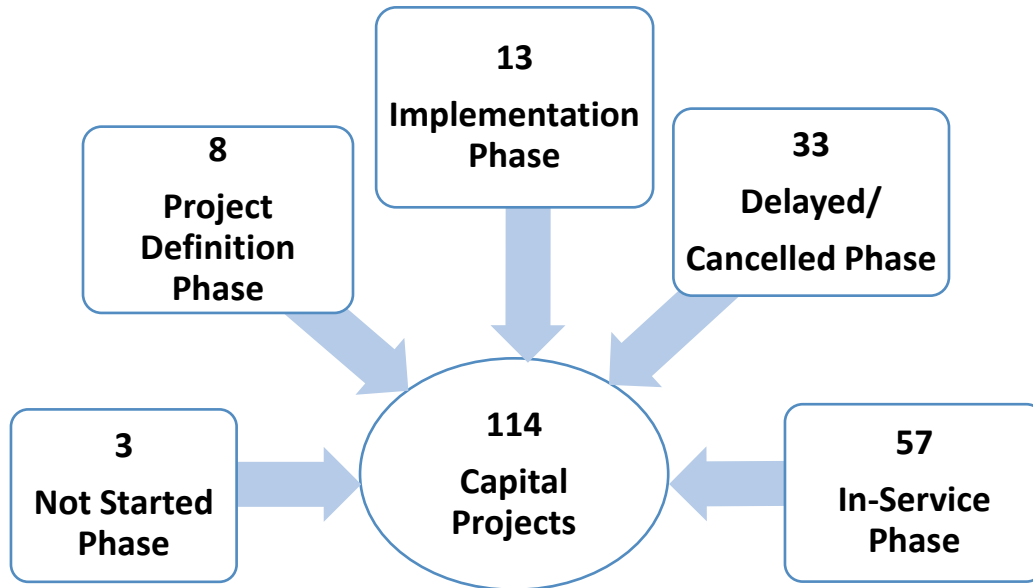 13
Implementation
Phase
8
Project
Definition
Phase
33
Delayed/
Cancelled Phase
3
Not Started
Phase
114
Capital
Projects
57
In-Service
Phase